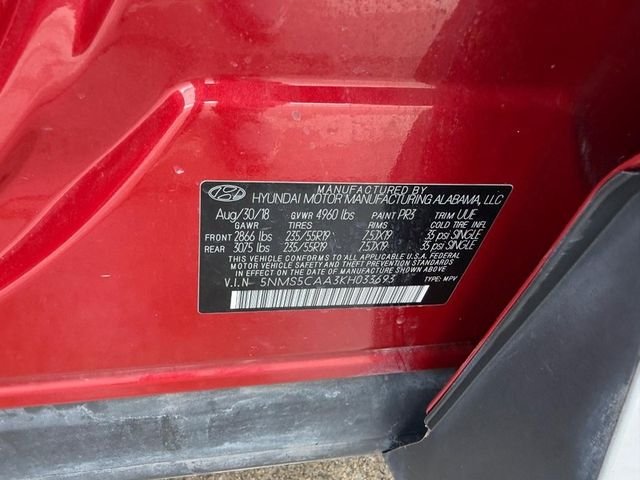 MANUFACTURED BY
HYUNDAI MOTOR MANUFACTURING ALABAMA, LLC
Aug/30/18 GVWR 4960 lbs PAINT PR3 TRIM UUE
GAWR TIRES RIMS COLD TIRE INFL
FRONT 2866 lbs 235/55R19 7.5JX19 35 psi SINGLE
REAR 3075 lbs 235/55R19 7.5JX19 35 psi SINGLE
THIS VEHICLE CONFORMS TO ALL APPLICABLE U.S.A. FEDERAL
MOTOR VEHICLE SAFETY AND THEFT PREVENTION STANDARDS
IN EFFECT ON THE DATE OF MANUFACTURE SHOWN ABOVE.
V.I.N 5NMS5CAA3KH033693 TYPE: MPV